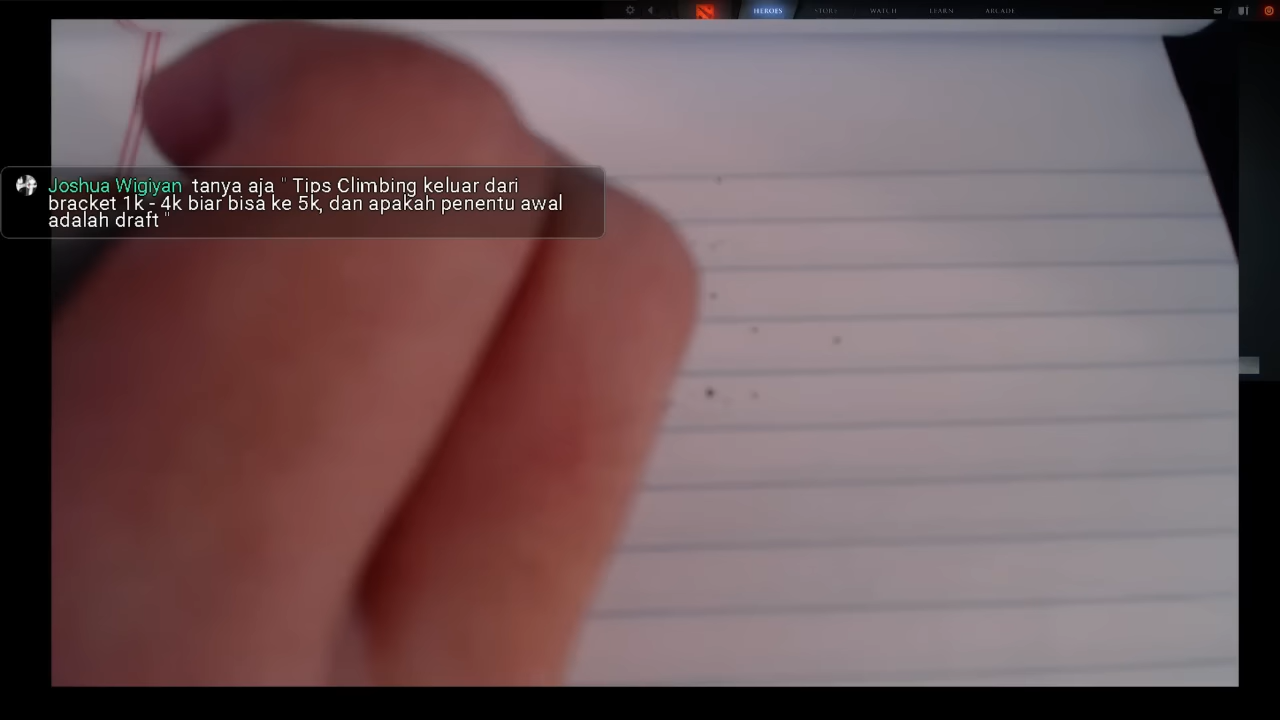 HEROES STORE WATCH LEARN ARCADE
Joshua Wigiyan tanya aja " Tips Climbing keluar dari
bracket 1k - 4k biar bisa ke 5k, dan apakah penentu awal
adalah draft "